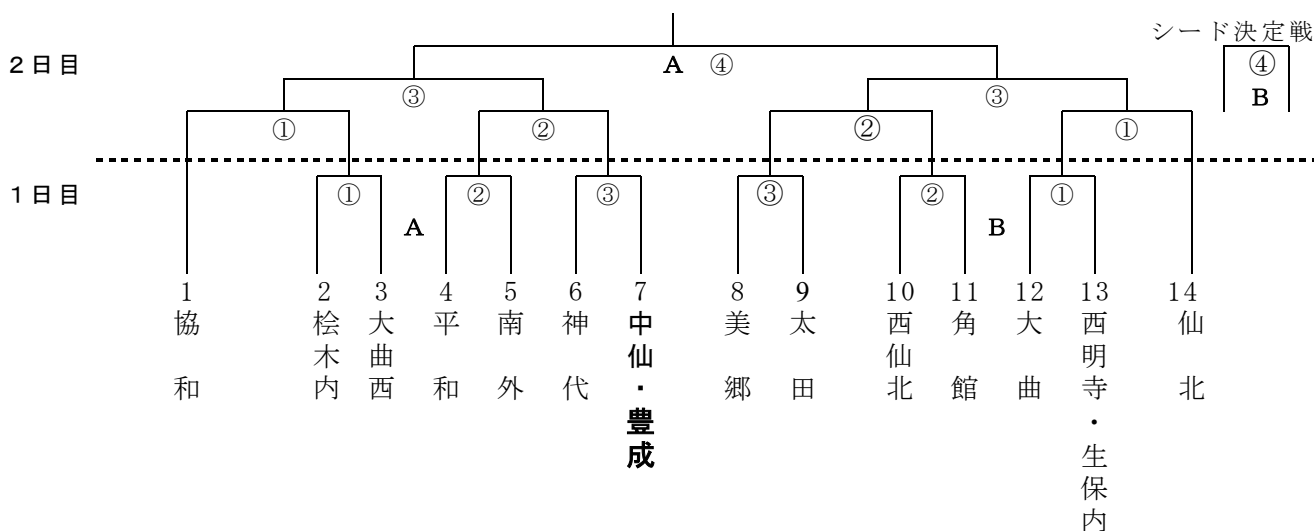 シード決定戦
2日目
A ④
④
B
③ ③
① ② ② ①
1日目
① ② ③ ③ ② ①
A B
1 2 3 4 5 6 7 8 9 10 11 12 13 14
協和
桧木内
大曲西
平和
南外
神代
中仙・豊成
美郷
太田
西仙北
角館
大曲
西明寺・生保内
仙北